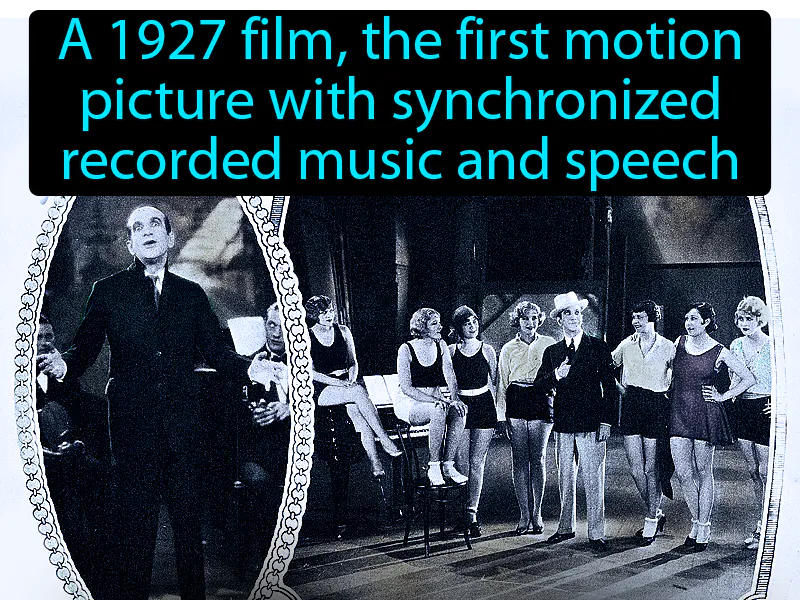 A 1927 film, the first motion
picture with synchronized
recorded music and speech